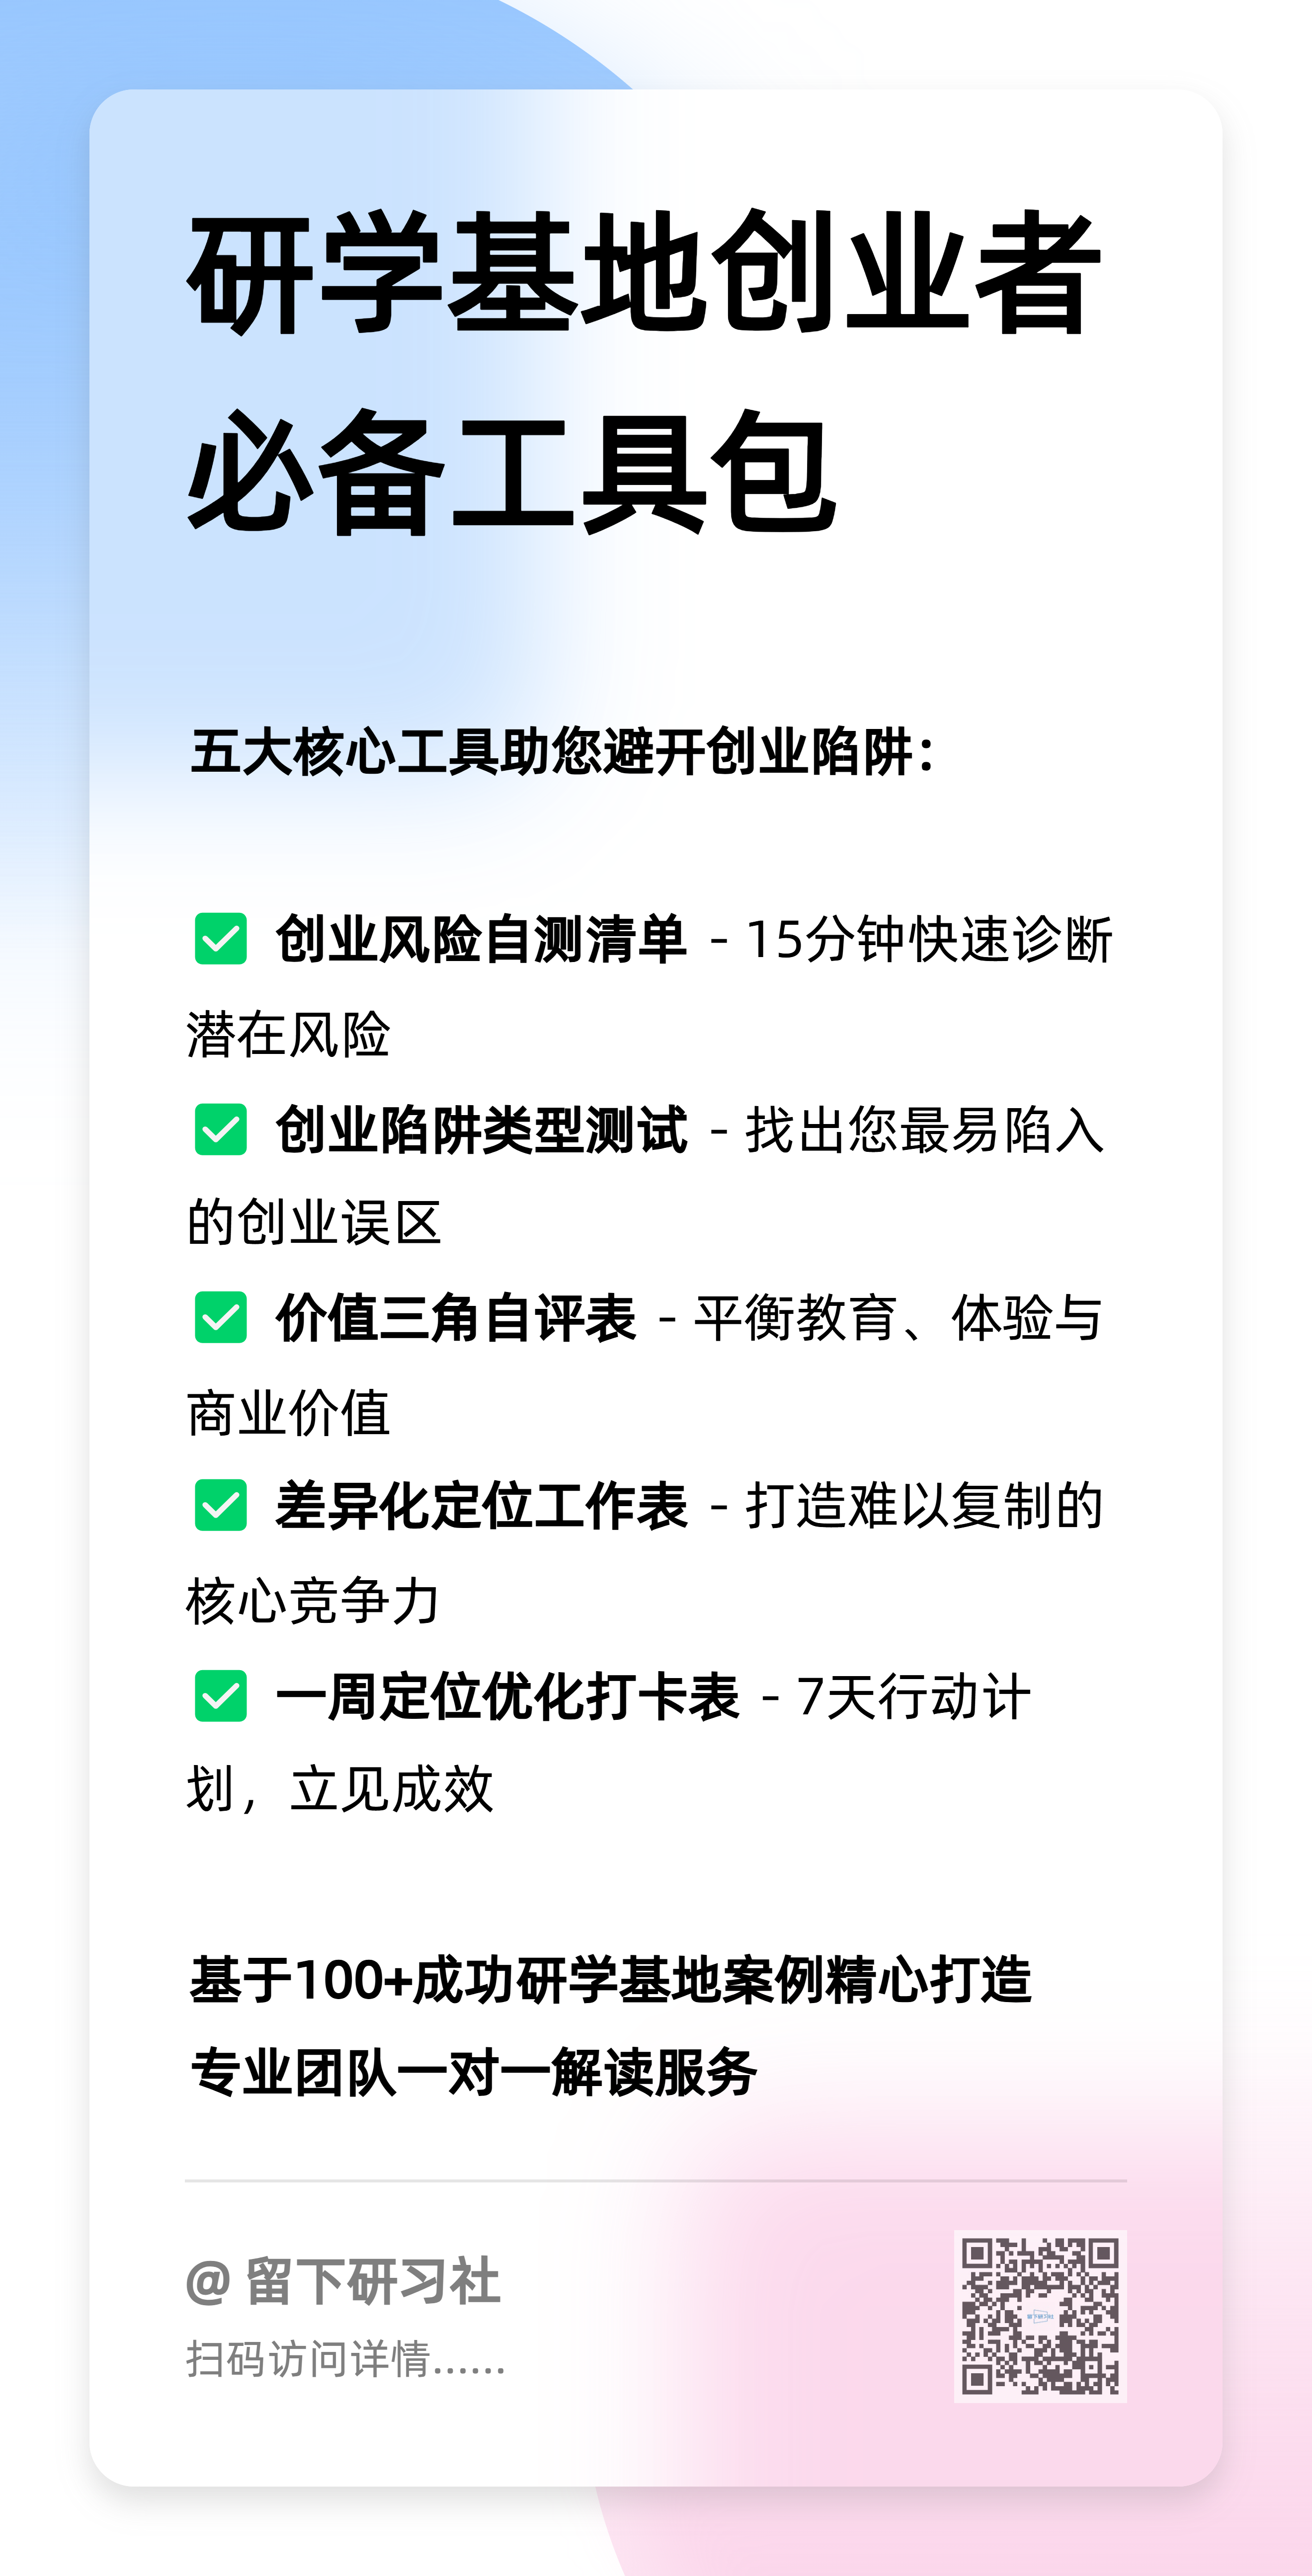 研学基地创业者
必备工具包
五大核心工具助您避开创业陷阱：
✅ 创业风险自测清单 - 15分钟快速诊断
潜在风险
✅ 创业陷阱类型测试 - 找出您最易陷入
的创业误区
✅ 价值三角自评表 - 平衡教育、体验与
商业价值
✅ 差异化定位工作表 - 打造难以复制的
核心竞争力
✅ 一周定位优化打卡表 - 7天行动计
划，立见成效
基于100+成功研学基地案例精心打造
专业团队一对一解读服务
@ 留下研习社
扫码访问详情......
留下研习社